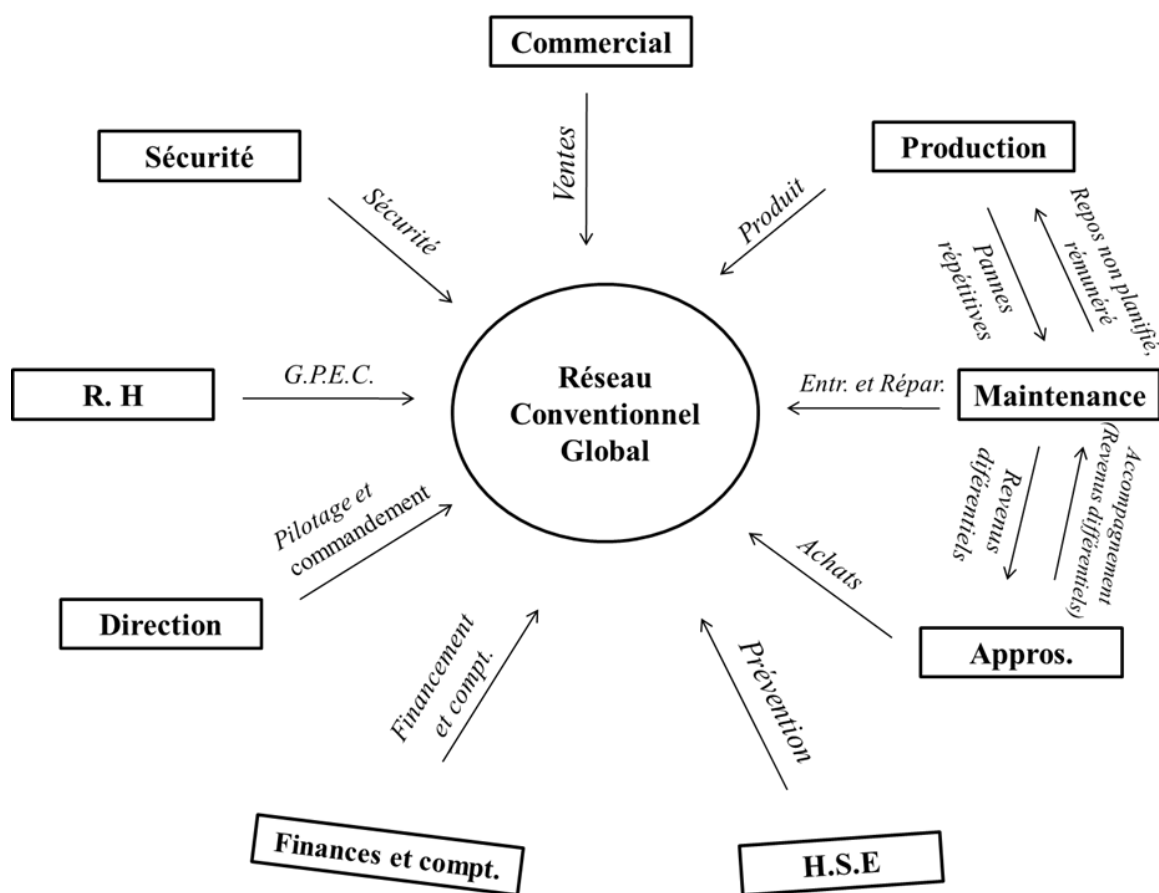 Commercial
Sécurité
Production
Ventes
Sécurité
Produit
Pannes
répétitives
Repos non planifié,
rémunéré
R. H
G.P.E.C.
Réseau
Conventionnel
Global
Entr. et Répar.
Maintenance
Pilotage et
commandement
Revenus
différentiels
Accompagnement
(Revenus différentiels)
Direction
Achats
Appros.
Financement
et compt.
Prévention
Finances et compt.
H.S.E